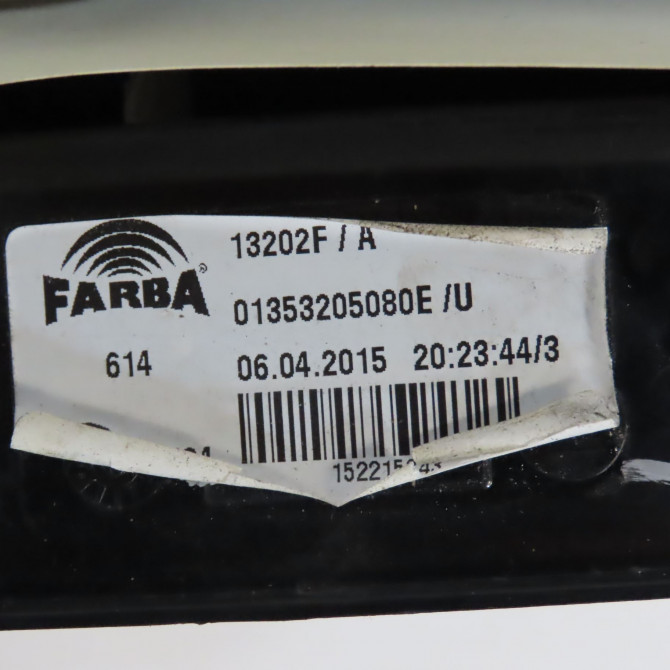 13202F / A
FARBA®
01353205080E /U
614
06.04.2015 20:23:44/3